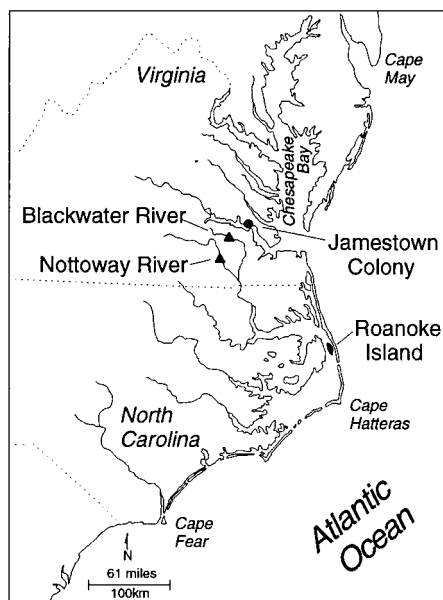 Virginia
Cape
May
Chesapeake
Bay
Blackwater River
Jamestown
Colony
Nottoway River
Roanoke
Island
North
Carolina
Cape
Hatteras
Cape
Fear
Atlantic
Ocean
N
61 miles
100km